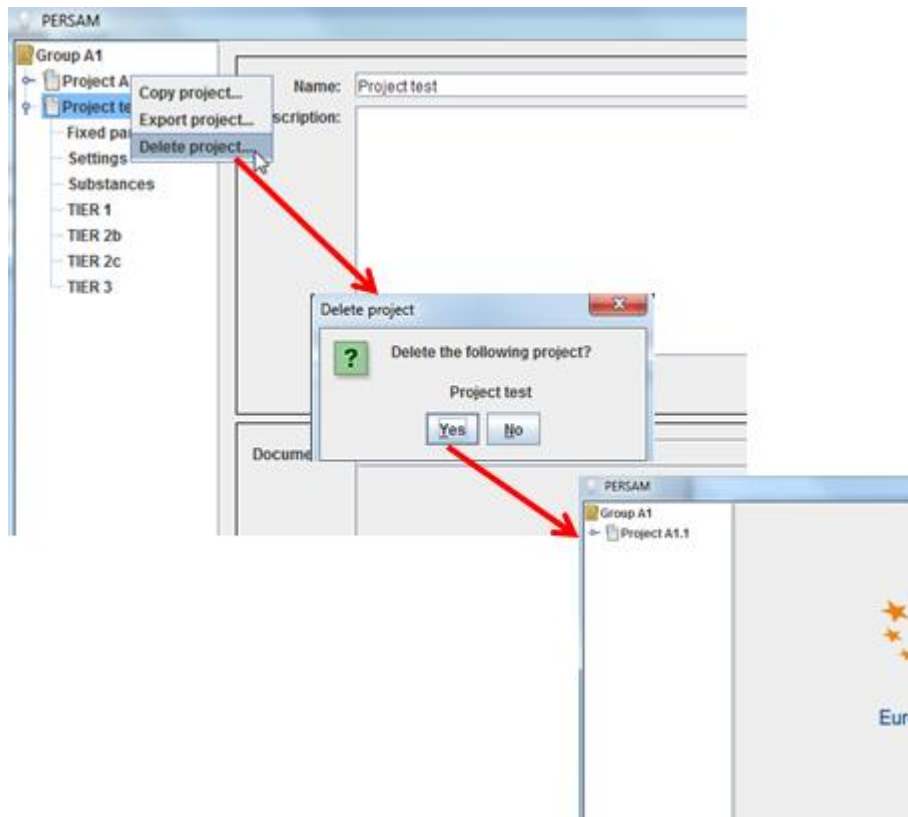 PERSAM
Group A1
Project A
Project te
Fixed par
Settings
Substances
TIER 1
TIER 2b
TIER 2c
TIER 3
Copy project...
Export project...
Delete project...
Name: Project test
scription:
Delete project
Delete the following project?
Project test
Yes No
Docume
PERSAM
Group A1
Project A1.1
Eur